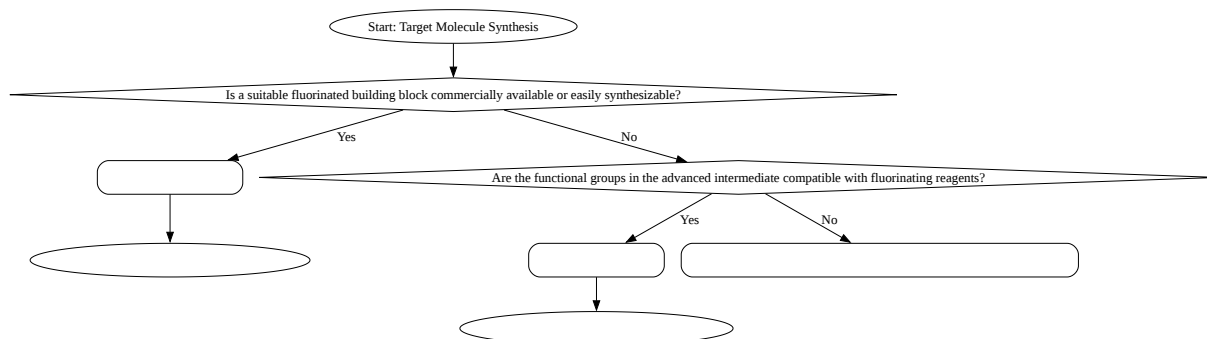 Start: Target Molecule Synthesis
Is a suitable fluorinated building block commercially available or easily synthesizable?
Yes
No
Are the functional groups in the advanced intermediate compatible with fluorinating reagents?
Yes
No